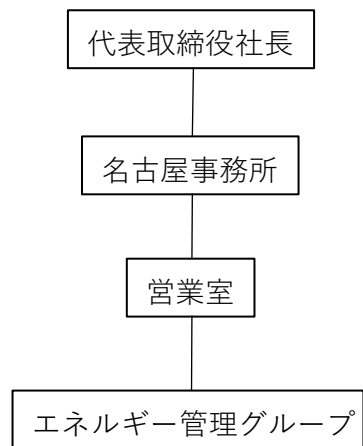 代表取締役社長
名古屋事務所
営業室
エネルギー管理グループ